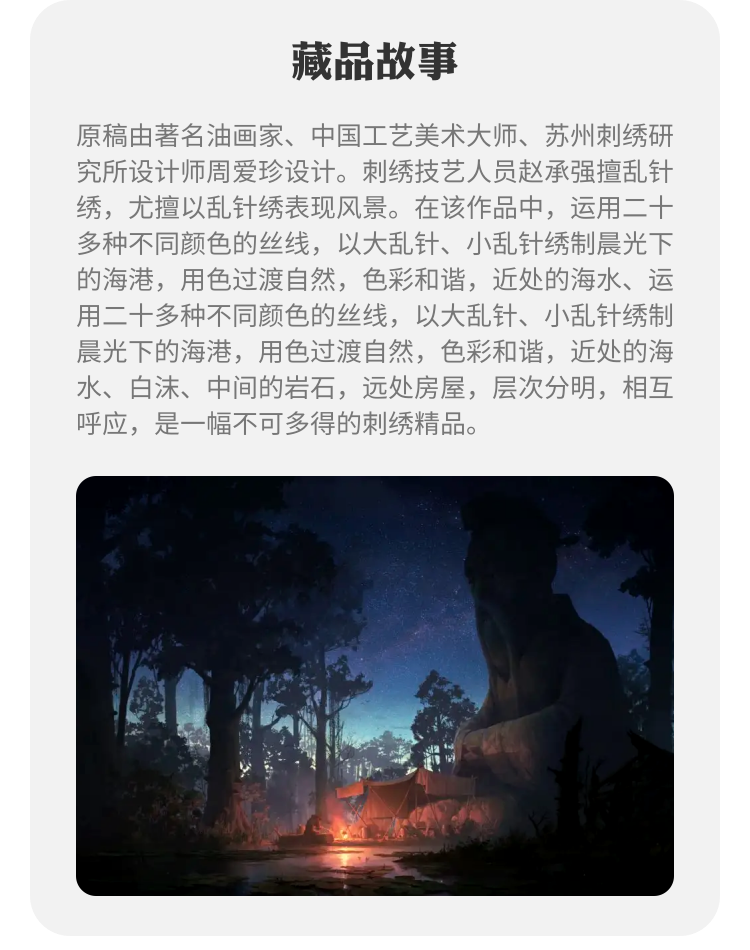 藏品故事
原稿由著名油画家、中国工艺美术大师、苏州刺绣研
究所设计师周爱珍设计。刺绣技艺人员赵承强擅乱针
绣，尤擅以乱针绣表现风景。在该作品中，运用二十
多种不同颜色的丝线，以大乱针、小乱针绣制晨光下
的海港，用色过渡自然，色彩和谐，近处的海水、运
用二十多种不同颜色的丝线，以大乱针、小乱针绣制
晨光下的海港，用色过渡自然，色彩和谐，近处的海
水、白沫、中间的岩石，远处房屋，层次分明，相互
呼应，是一幅不可多得的刺绣精品。